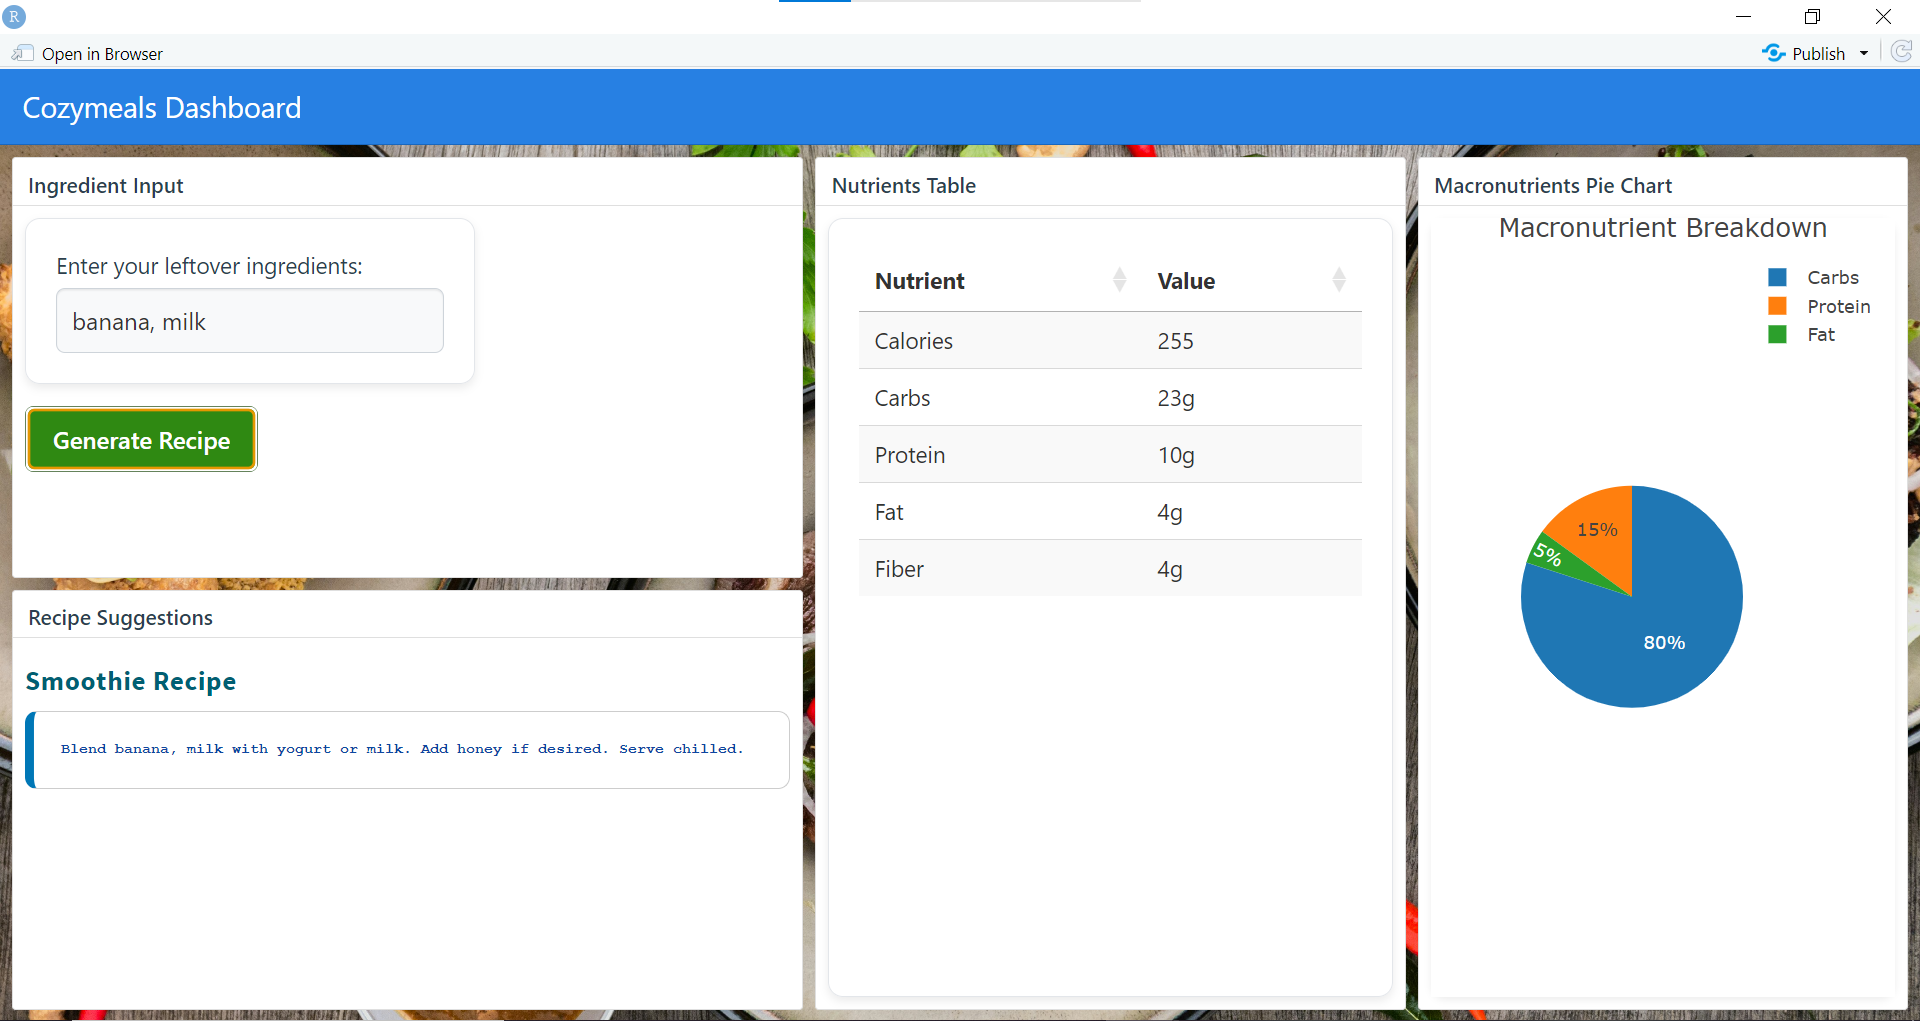 R
Open in Browser
Publish
Cozymeals Dashboard
Ingredient Input
Enter your leftover ingredients:
banana, milk
Generate Recipe
Recipe Suggestions
Smoothie Recipe
Blend banana, milk with yogurt or milk. Add honey if desired. Serve chilled.
Nutrients Table
Nutrient Value
Calories 255
Carbs 23g
Protein 10g
Fat 4g
Fiber 4g
Macronutrients Pie Chart
Macronutrient Breakdown
Carbs
Protein
Fat
15%
5%
80%